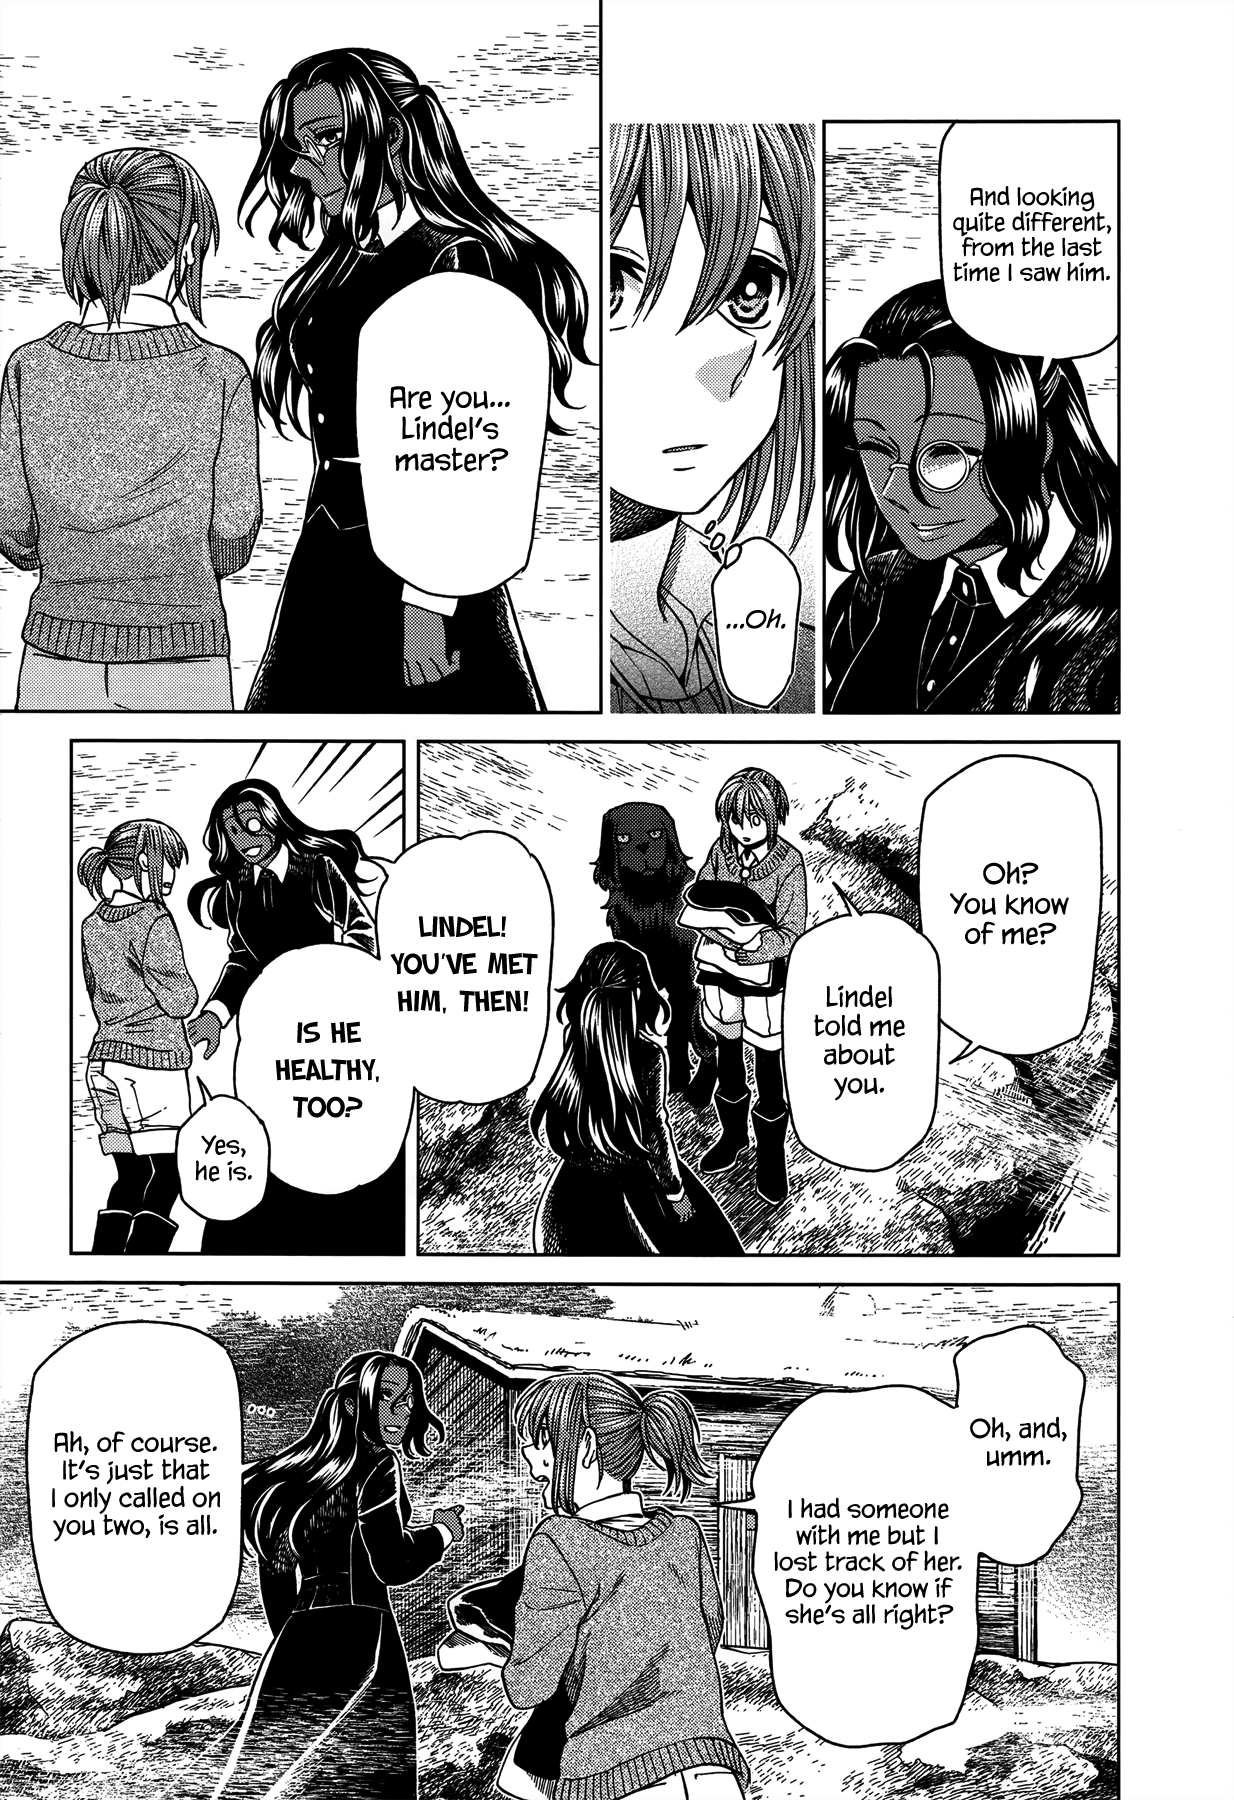 And looking
quite different,
from the last
time I saw him.
...Oh.
Are you...
Lindel's
master?
Oh?
You know
of me?
Lindel
told me
about
you.
LINDEL!
YOU'VE MET
HIM, THEN!
IS HE
HEALTHY,
TOO?
Yes,
he is.
Oh, and,
umm.
I had someone
with me but I
lost track of her.
Do you know if
she's all right?
Ah, of course.
It's just that
I only called on
you two, is all.